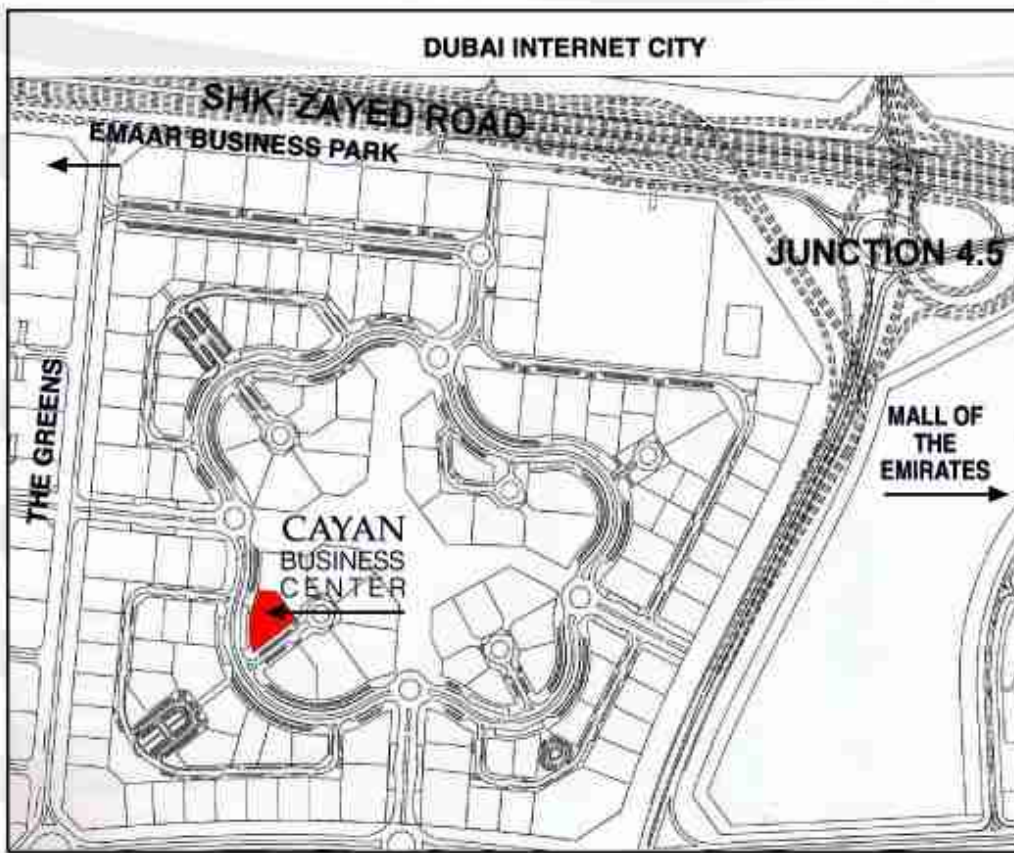 DUBAI INTERNET CITY
SHK. ZAYED ROAD
EMAAR BUSINESS PARK
JUNCTION 4.5
THE GREENS
MALL OF
THE
EMIRATES
CAYAN
BUSINESS
CENTER